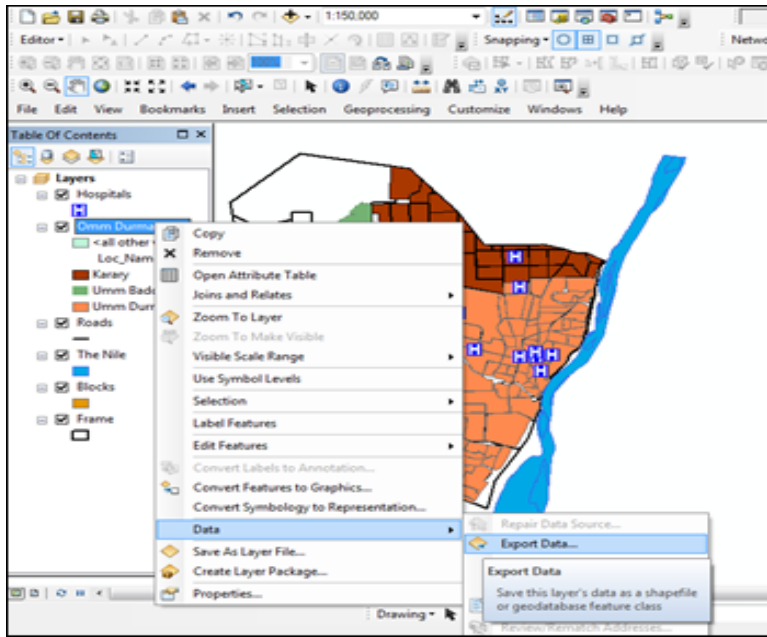 1:150,000
Editor
Snapping
Netwo
File Edit View Bookmarks Insert Selection Geoprocessing Customize Windows Help
Table Of Contents
Layers
Hospitals
H
Omm Durma
<all other
Loc_Nam
Karary
Umm Bado
Umm Durr
Roads
The Nile
Blocks
Frame
Copy
Remove
Open Attribute Table
Joins and Relates
Zoom To Layer
Zoom To Make Visible
Visible Scale Range
Use Symbol Levels
Selection
Label Features
Edit Features
Convert Labels to Annotation...
Convert Features to Graphics...
Convert Symbology to Representation...
Data
Save As Layer File...
Create Layer Package...
Properties...
Repair Data Source...
Export Data...
Export Data
Save this layer's data as a shapefile
or geodatabase feature class
Review/Rematch Addresses...
H
H
H
H H H
H
Drawing